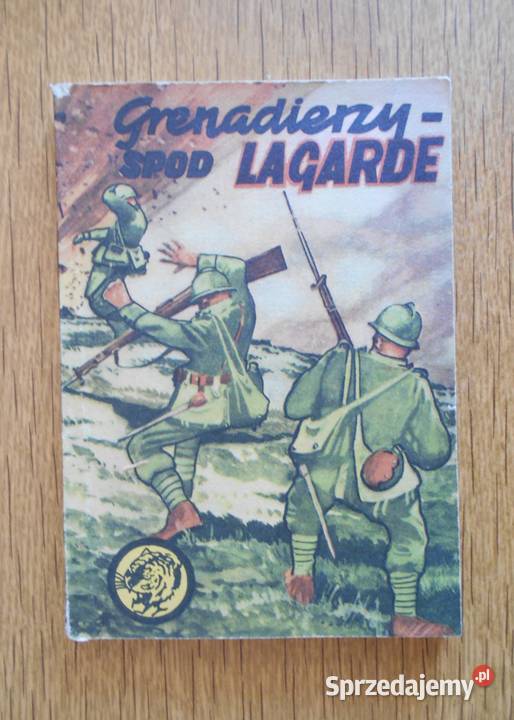 Grenadierzy -
SPOD LAGARDE
Sprzedajemy.pl